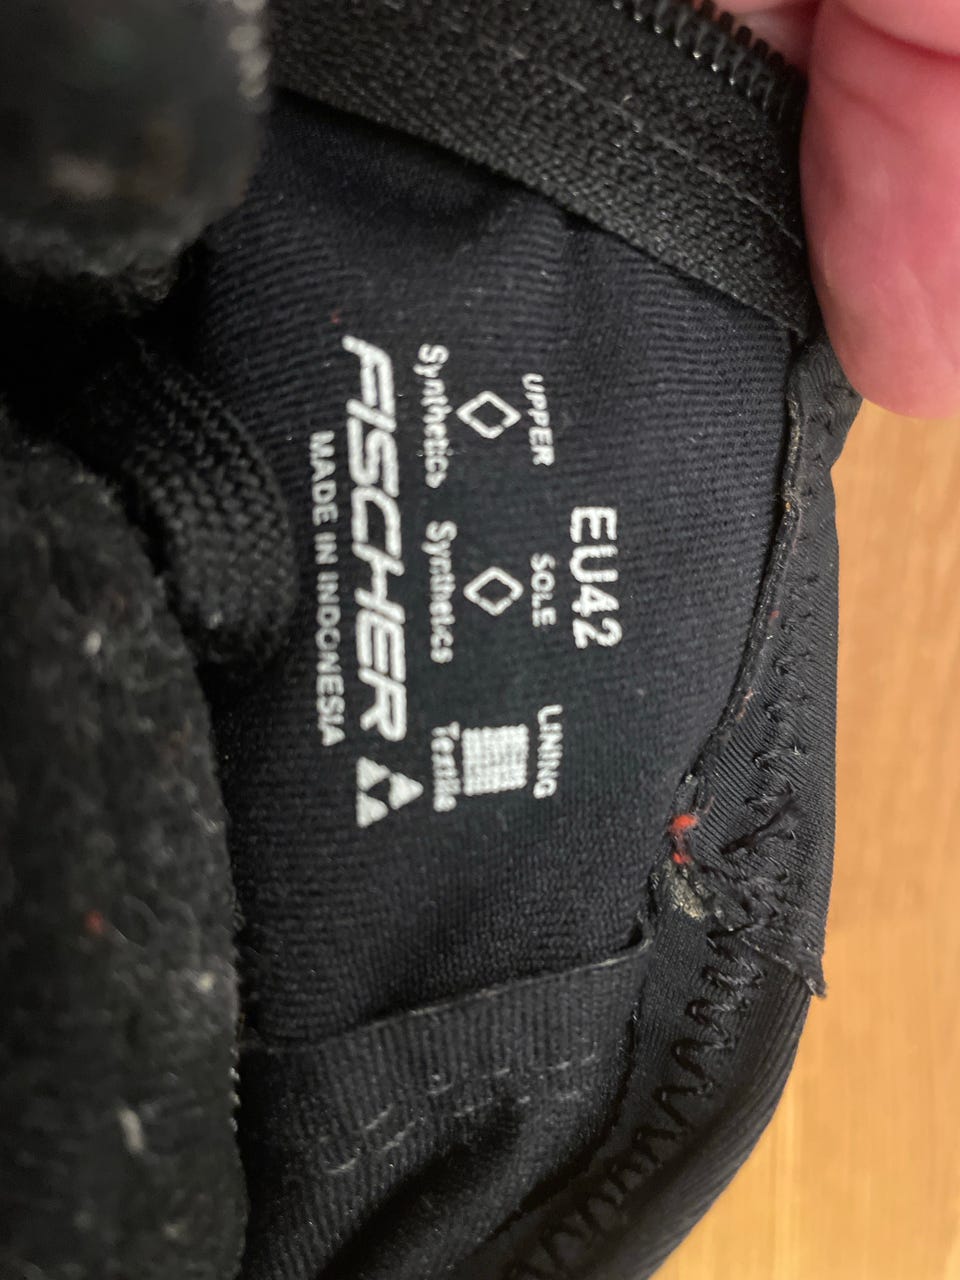 EU42
UPPER SOLE LINING
Synthetics Synthetics Textile
FISCHER
MADE IN INDONESIA